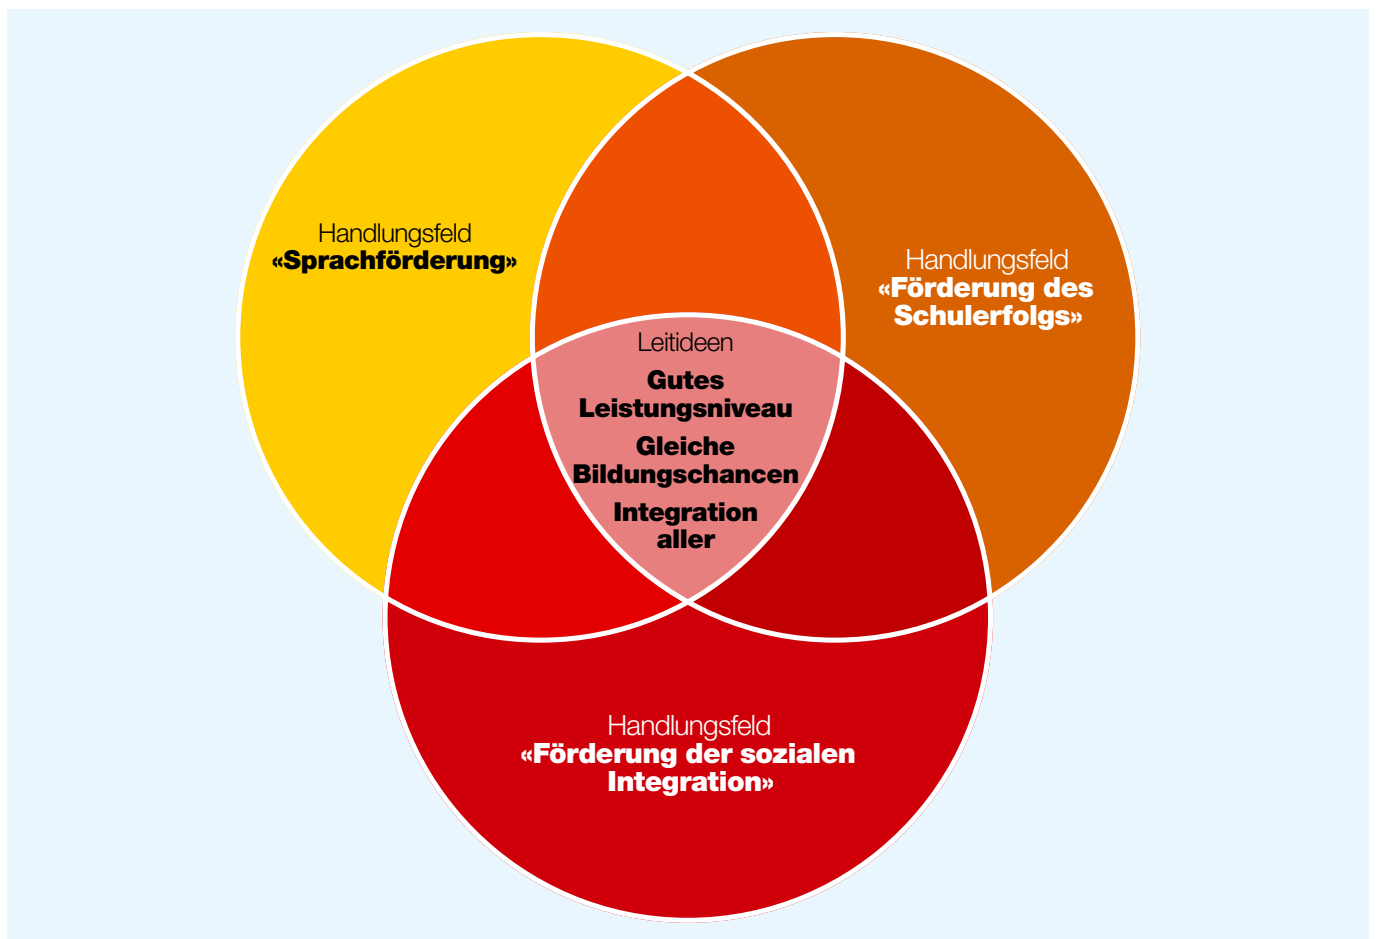 Handlungsfeld
«Sprachförderung»
Handlungsfeld
«Förderung des
Schulerfolgs»
Leitideen
Gutes
Leistungsniveau
Gleiche
Bildungschancen
Integration
aller
Handlungsfeld
«Förderung der sozialen
Integration»